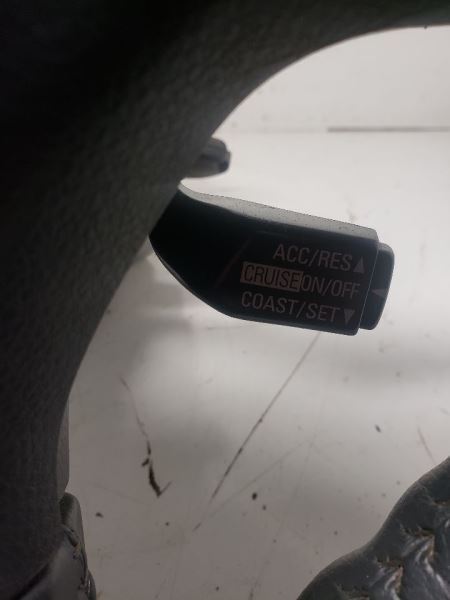 ACC/RES▲
CRUISE ON/OFF
COAST/SET▼